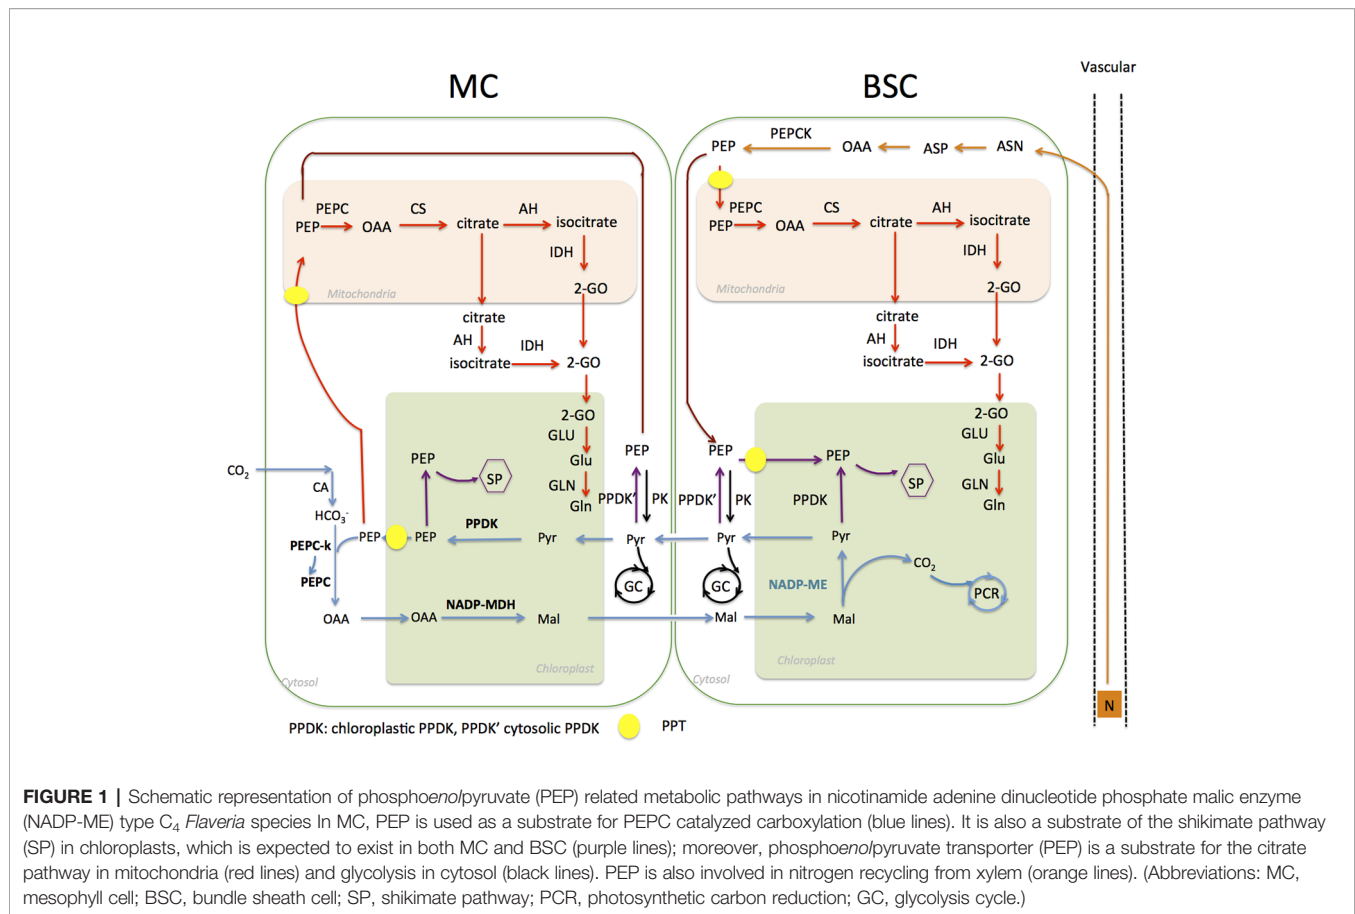 MC
BSC
Vascular
PEP
PEPCK
OAA
ASP
ASN
PEP
PEPC
OAA
CS
citrate
AH
isocitrate
IDH
2-GO
Mitochondria
citrate
AH
isocitrate
IDH
2-GO
2-GO
GLU
Glu
GLN
Gln
PEP
SP
PEP
PPDK'
PK
CO2
CA
HCO3-
PEPC-k
PEPC
PEP
PEP
PPDK
Pyr
Pyr
GC
OAA
OAA
NADP-MDH
Mal
Chloroplast
Cytosol
PEP
PEPC
OAA
CS
citrate
AH
isocitrate
IDH
2-GO
Mitochondria
citrate
AH
isocitrate
IDH
2-GO
2-GO
GLU
Glu
GLN
Gln
PEP
PPDK'
PK
PEP
SP
PPDK
Pyr
Pyr
GC
NADP-ME
CO2
PCR
Mal
Mal
Chloroplast
Cytosol
N
PPDK: chloroplastic PPDK, PPDK' cytosolic PPDK
PPT
FIGURE 1 | Schematic representation of phosphoenolpyruvate (PEP) related metabolic pathways in nicotinamide adenine dinucleotide phosphate malic enzyme
(NADP-ME) type C4 Flaveria species In MC, PEP is used as a substrate for PEPC catalyzed carboxylation (blue lines). It is also a substrate of the shikimate pathway
(SP) in chloroplasts, which is expected to exist in both MC and BSC (purple lines); moreover, phosphoenolpyruvate transporter (PEP) is a substrate for the citrate
pathway in mitochondria (red lines) and glycolysis in cytosol (black lines). PEP is also involved in nitrogen recycling from xylem (orange lines). (Abbreviations: MC,
mesophyll cell; BSC, bundle sheath cell; SP, shikimate pathway; PCR, photosynthetic carbon reduction; GC, glycolysis cycle.)